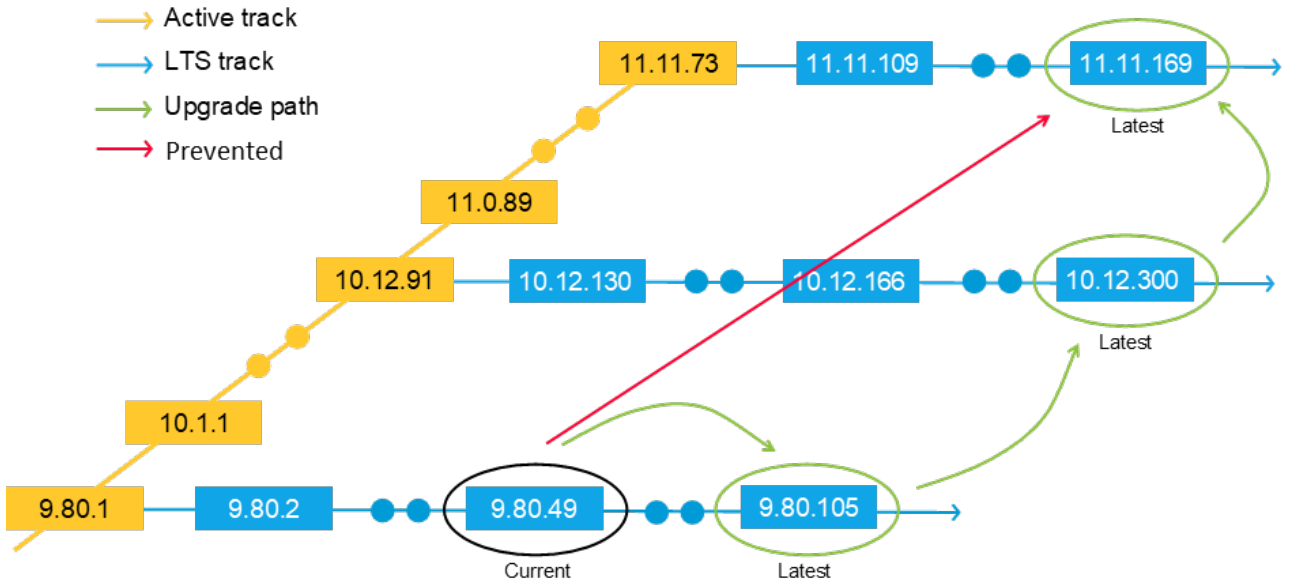 Active track
LTS track
Upgrade path
Prevented
11.11.73
11.11.109
11.11.169
Latest
11.0.89
10.12.91
10.12.130
10.12.166
10.12.300
Latest
10.1.1
9.80.1
9.80.2
9.80.49
9.80.105
Current
Latest